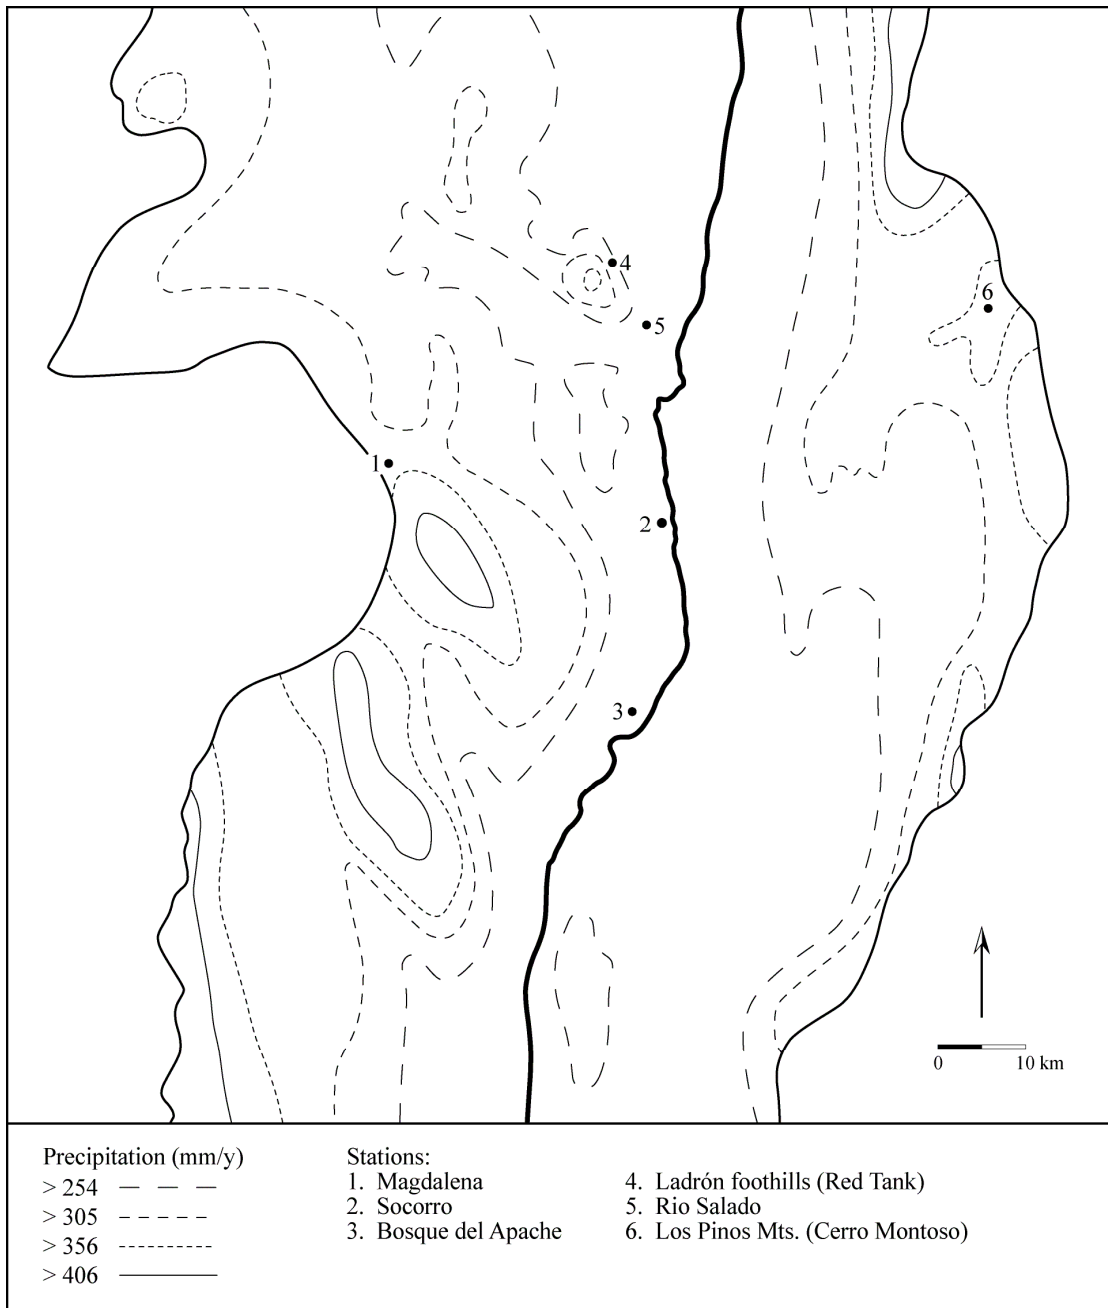 4
5
6
1
2
3
0 10 km
Precipitation (mm/y)
> 254
> 305
> 356
> 406
Stations:
1. Magdalena
2. Socorro
3. Bosque del Apache
4. Ladrón foothills (Red Tank)
5. Rio Salado
6. Los Pinos Mts. (Cerro Montoso)